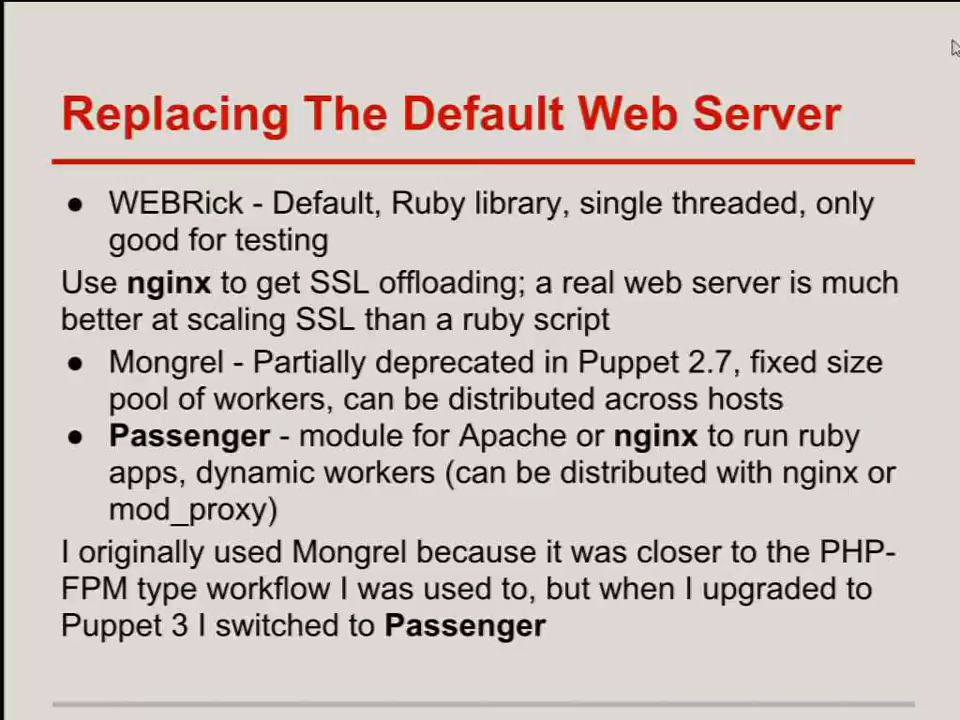 Replacing The Default Web Server
● WEBRick - Default, Ruby library, single threaded, only
good for testing
Use nginx to get SSL offloading; a real web server is much
better at scaling SSL than a ruby script
● Mongrel - Partially deprecated in Puppet 2.7, fixed size
pool of workers, can be distributed across hosts
● Passenger - module for Apache or nginx to run ruby
apps, dynamic workers (can be distributed with nginx or
mod_proxy)
I originally used Mongrel because it was closer to the PHP-
FPM type workflow I was used to, but when I upgraded to
Puppet 3 I switched to Passenger